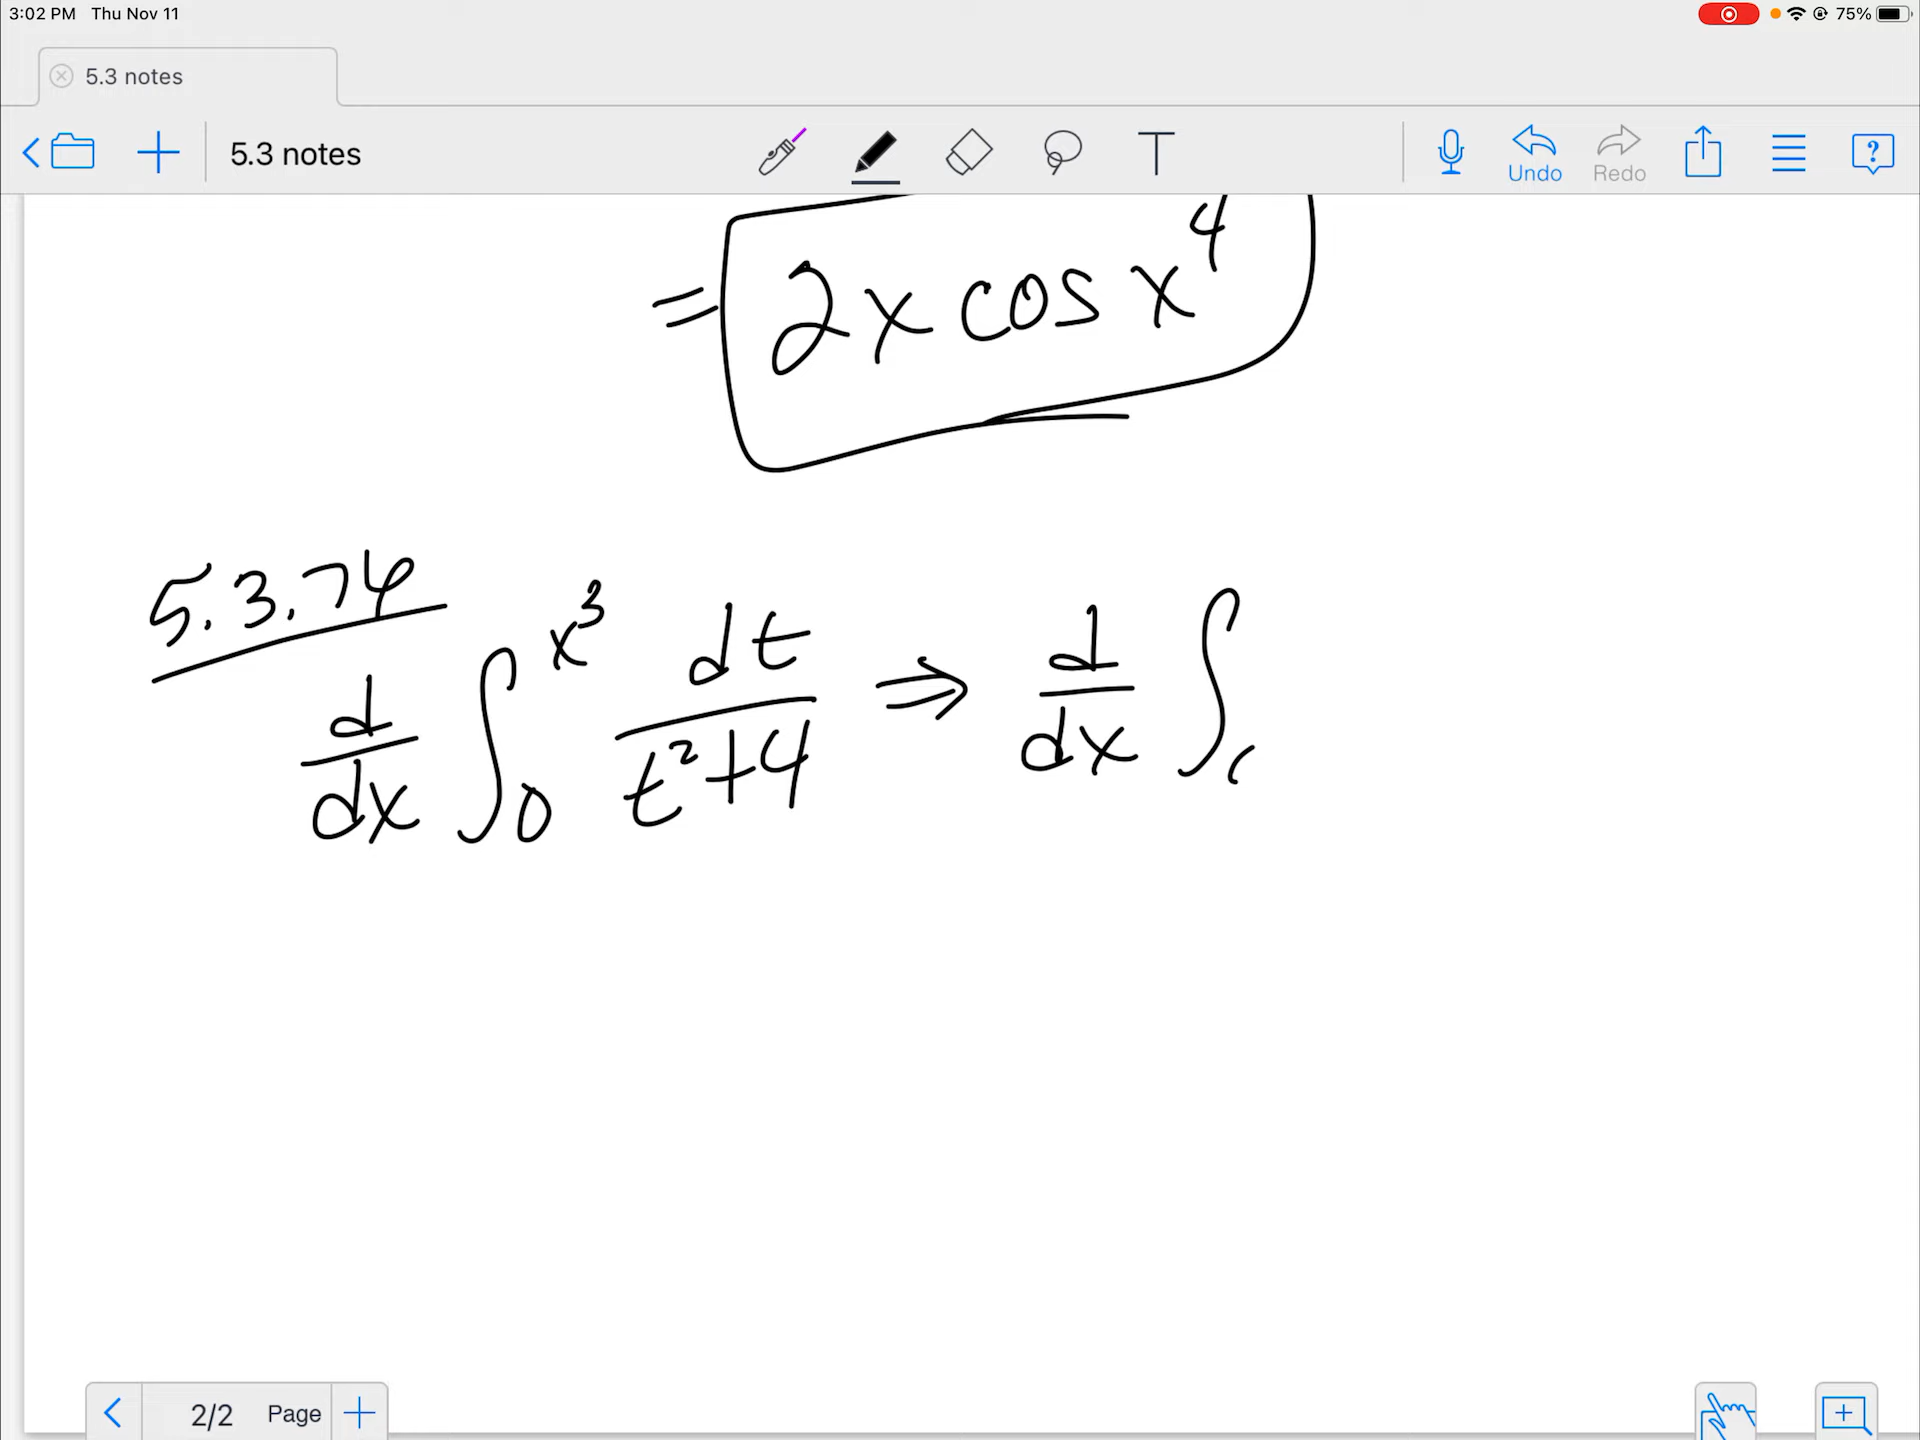 3:02 PM Thu Nov 11 75%
5.3 notes
5.3 notes T Undo Redo ?
= 2x cos x⁴
5.3.74
d/dx ∫₀^x³ dt/(t²+4) ⇒ d/dx ∫
2/2 Page